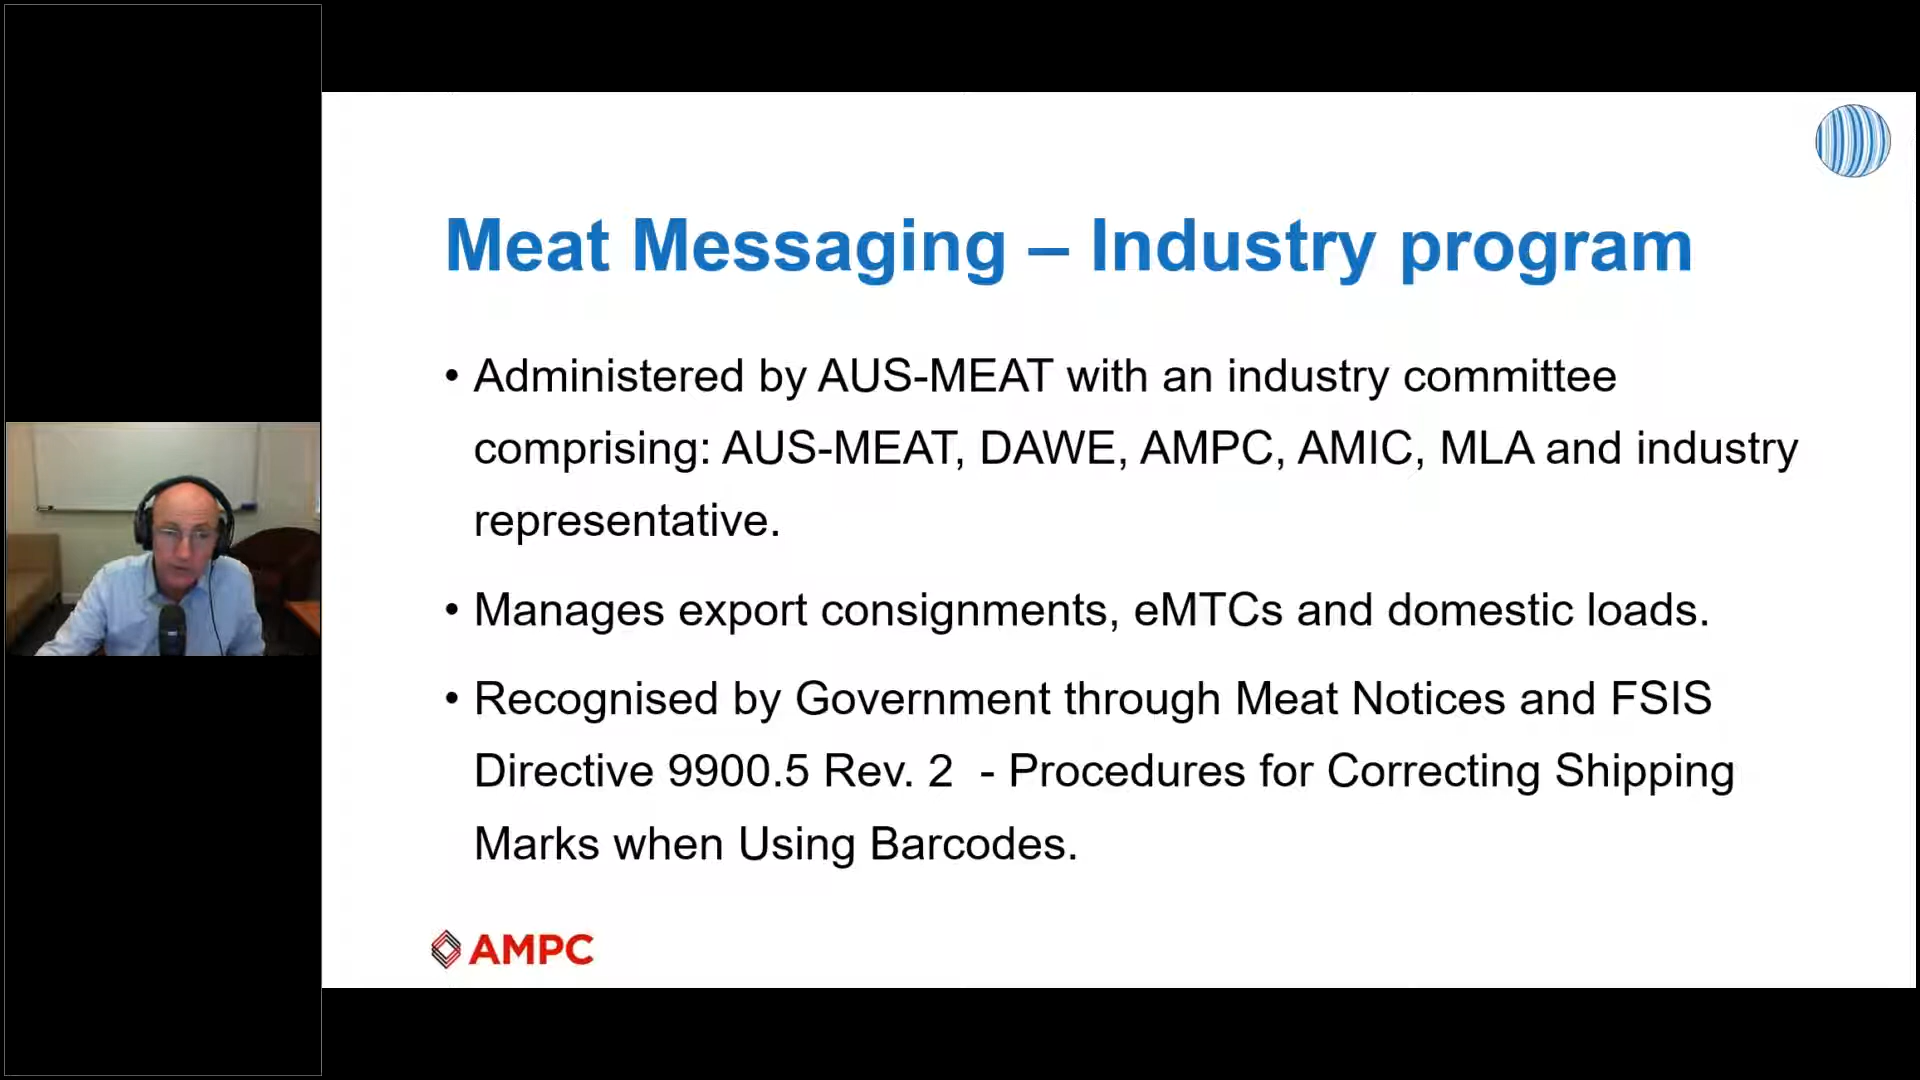 Meat Messaging – Industry program
• Administered by AUS-MEAT with an industry committee
comprising: AUS-MEAT, DAWE, AMPC, AMIC, MLA and industry
representative.
• Manages export consignments, eMTCs and domestic loads.
• Recognised by Government through Meat Notices and FSIS
Directive 9900.5 Rev. 2  - Procedures for Correcting Shipping
Marks when Using Barcodes.
AMPC